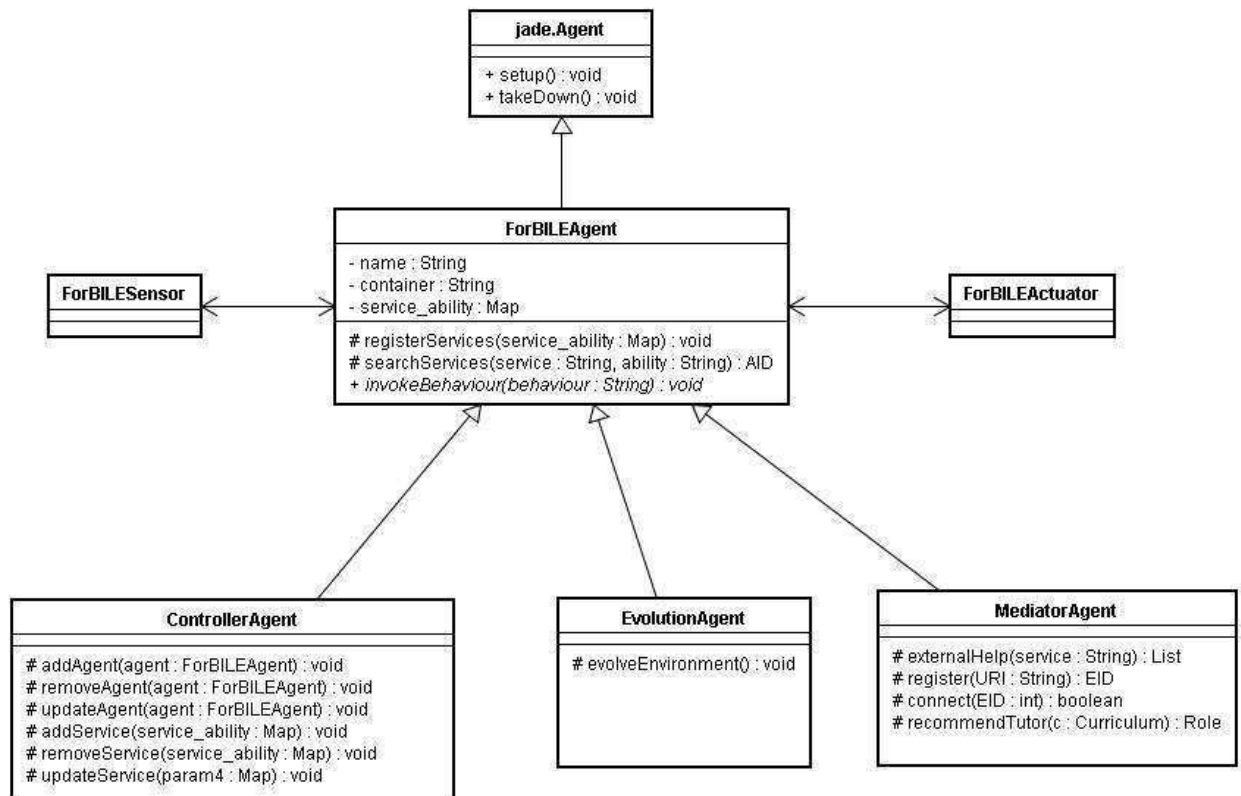 jade.Agent
+ setup() : void
+ takeDown() : void
ForBILEAgent
- name : String
- container : String
- service_ability : Map
# registerServices(service_ability : Map) : void
# searchServices(service : String, ability : String) : AID
+ invokeBehaviour(behaviour : String) : void
ForBILESensor
ForBILEActuator
ControllerAgent
# addAgent(agent : ForBILEAgent) : void
# removeAgent(agent : ForBILEAgent) : void
# updateAgent(agent : ForBILEAgent) : void
# addService(service_ability : Map) : void
# removeService(service_ability : Map) : void
# updateService(param4 : Map) : void
EvolutionAgent
# evolveEnvironment() : void
MediatorAgent
# externalHelp(service : String) : List
# register(URI : String) : EID
# connect(EID : int) : boolean
# recommendTutor(c : Curriculum) : Role